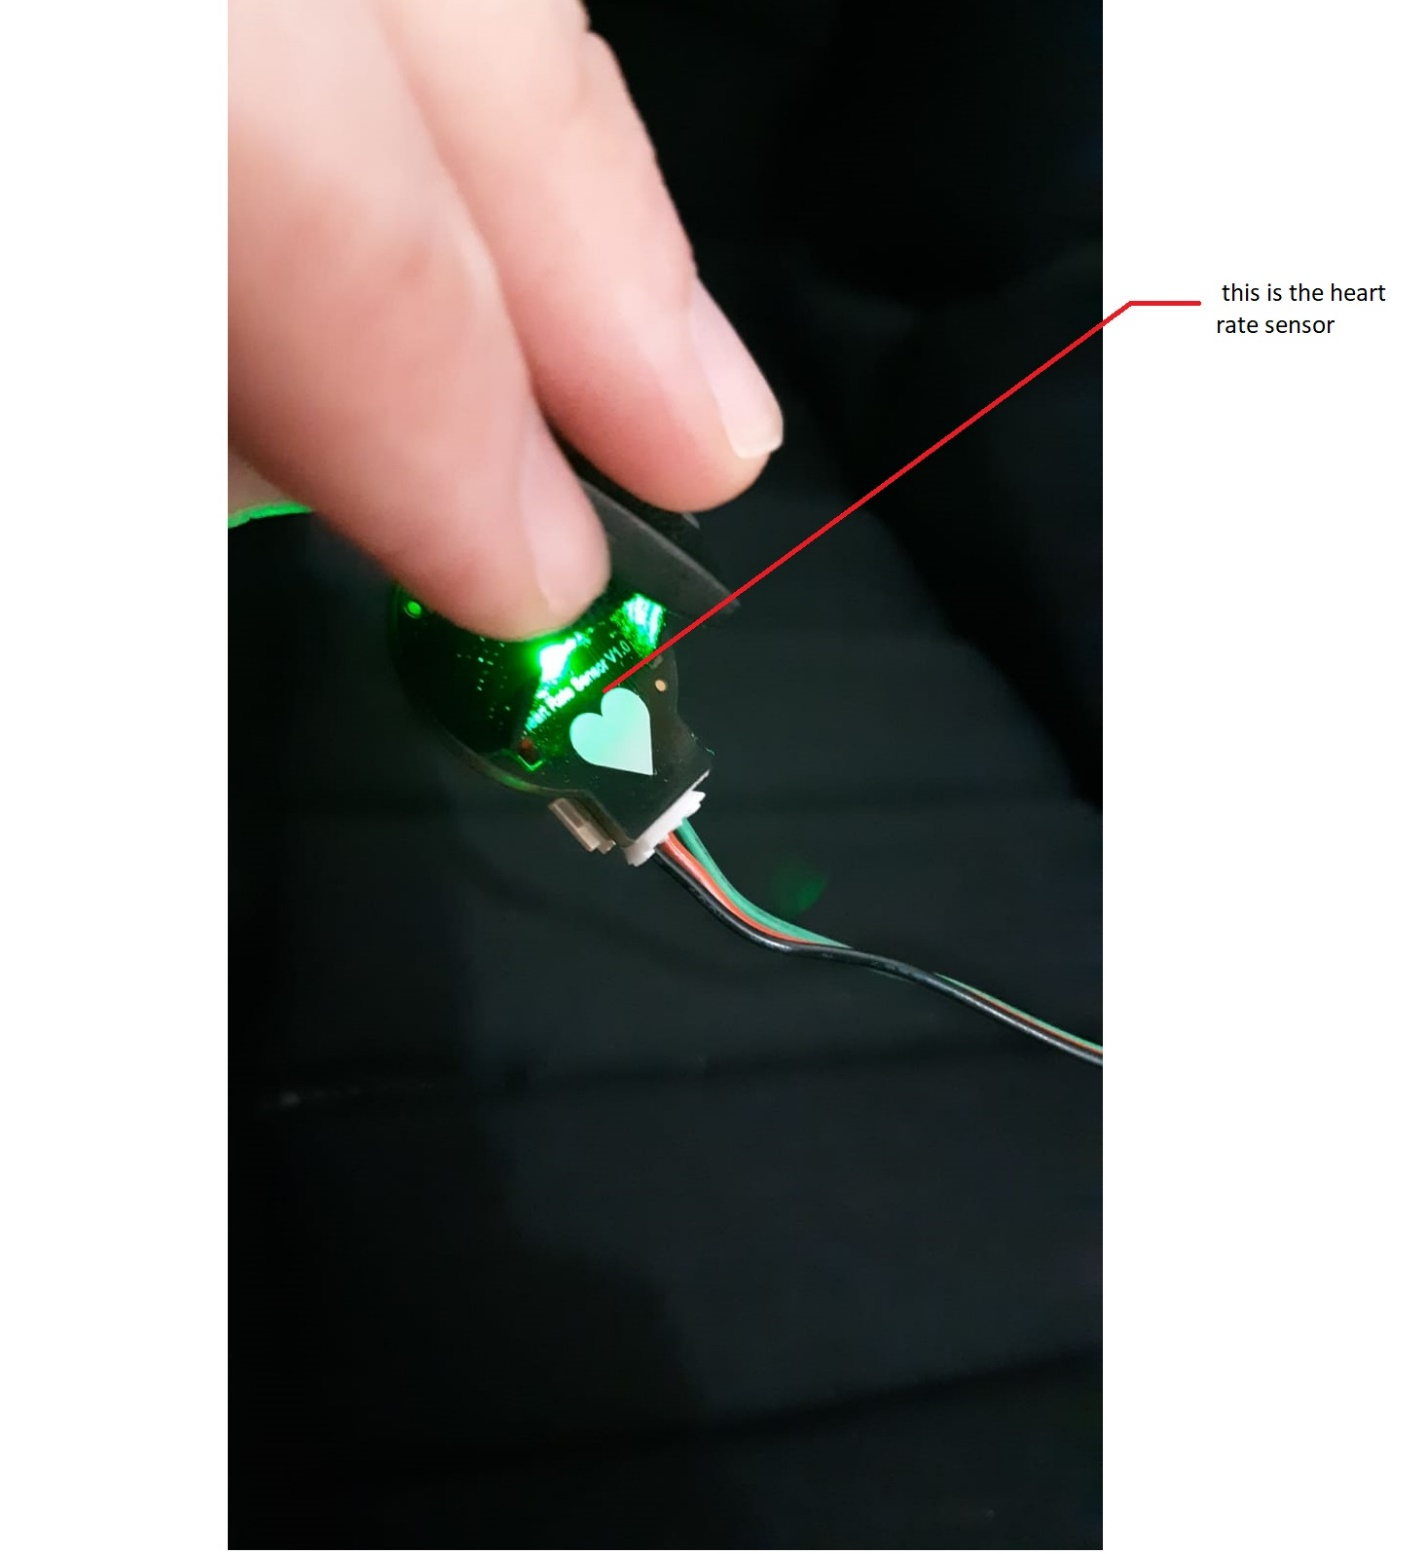 this is the heart
rate sensor
Rate Sensor V1.0